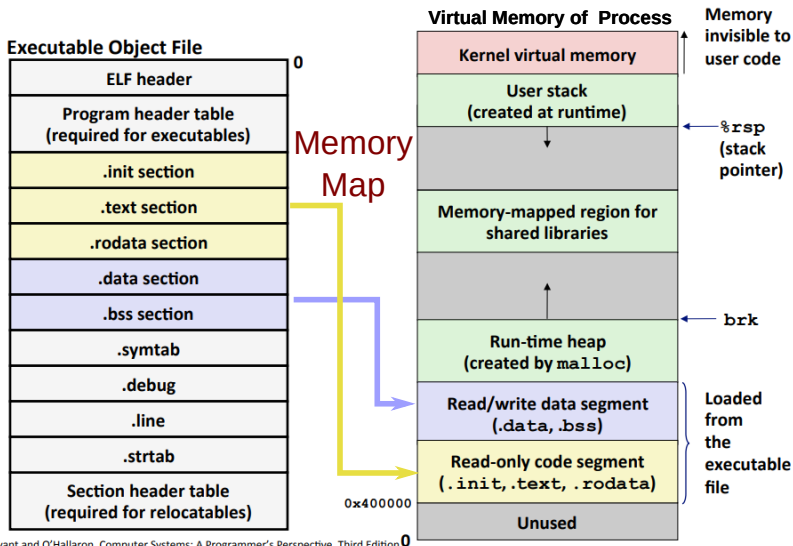 Executable Object File
0
ELF header
Program header table
(required for executables)
.init section
.text section
.rodata section
.data section
.bss section
.symtab
.debug
.line
.strtab
Section header table
(required for relocatables)
Memory
Map
Virtual Memory of Process
Kernel virtual memory
User stack
(created at runtime)
Memory-mapped region for
shared libraries
Run-time heap
(created by malloc)
Read/write data segment
(.data, .bss)
Read-only code segment
(.init, .text, .rodata)
Unused
0x400000
0
Memory
invisible to
user code
%rsp
(stack
pointer)
brk
Loaded
from
the
executable
file
and O'Hallaron, Computer Systems: A Programmer's Perspective, Third Edition